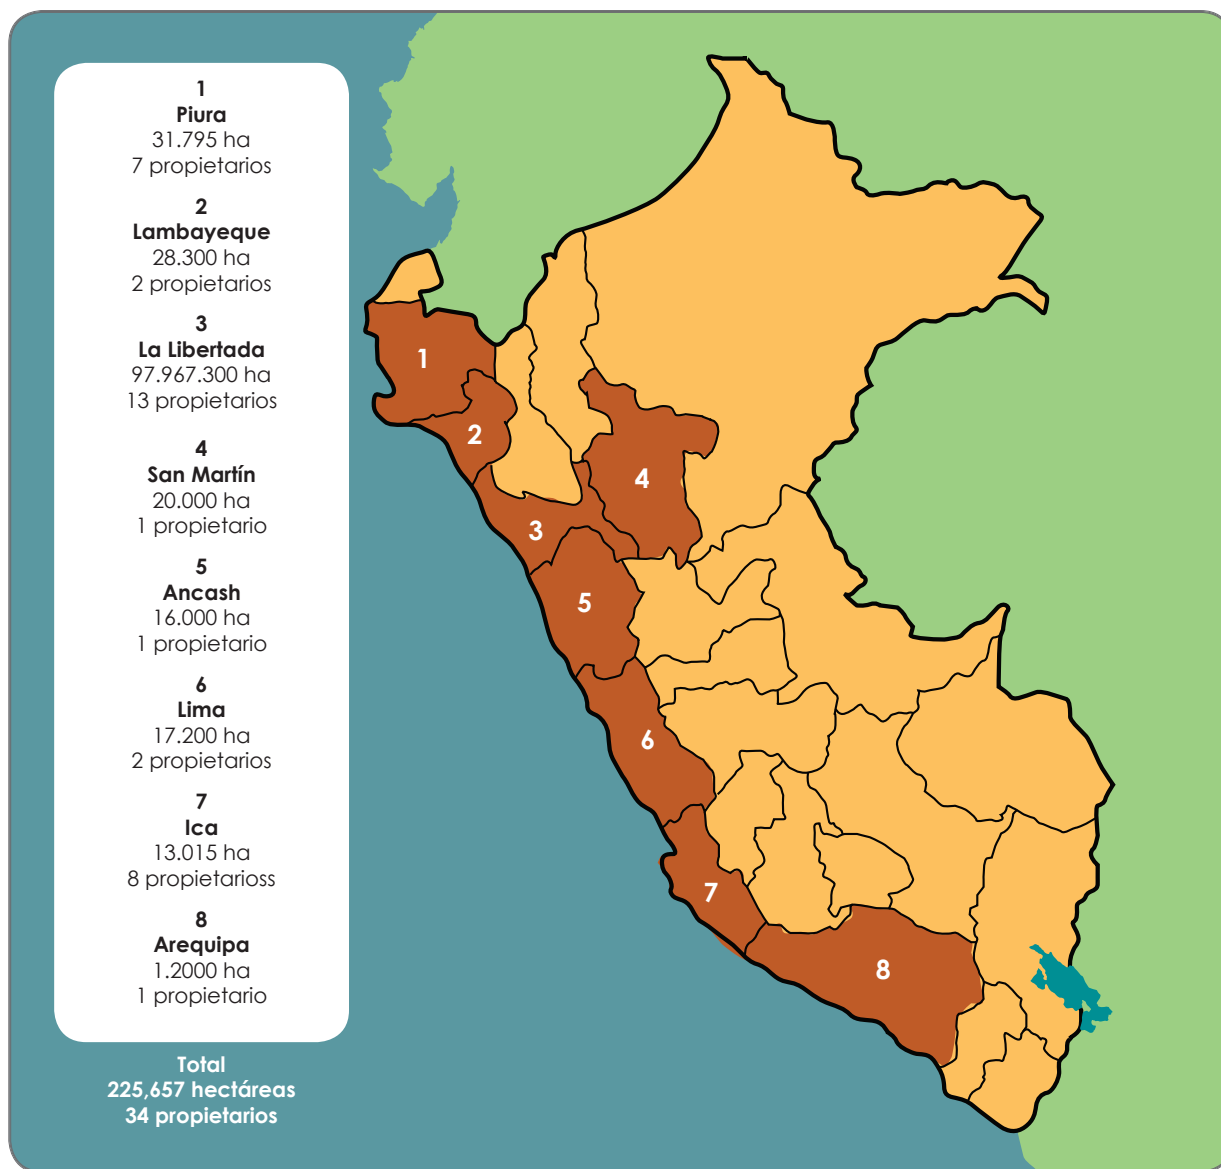 1
Piura
31.795 ha
7 propietarios
2
Lambayeque
28.300 ha
2 propietarios
3
La Libertada
97.967.300 ha
13 propietarios
4
San Martín
20.000 ha
1 propietario
5
Ancash
16.000 ha
1 propietario
6
Lima
17.200 ha
2 propietarios
7
Ica
13.015 ha
8 propietarioss
8
Arequipa
1.2000 ha
1 propietario
Total
225,657 hectáreas
34 propietarios
1
2
3
4
5
6
7
8